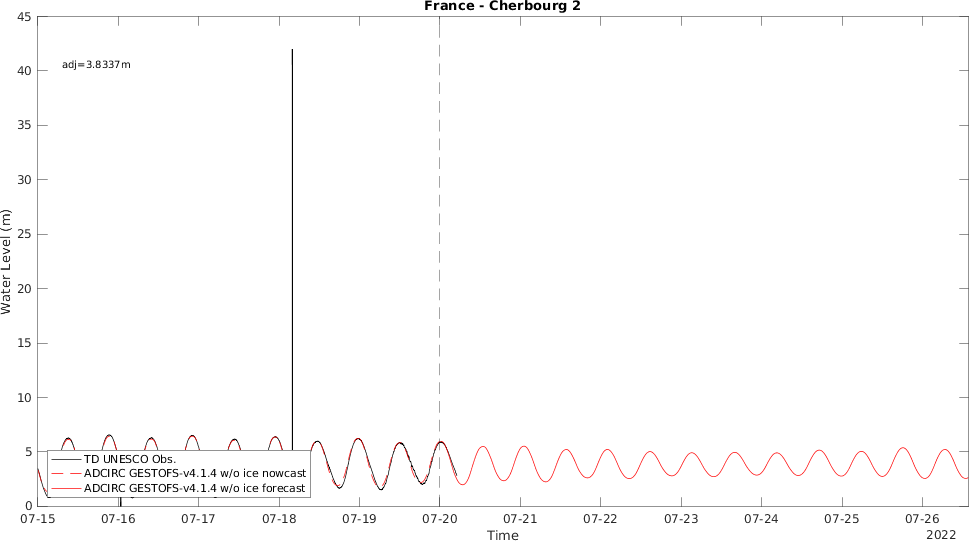 France - Cherbourg 2
45
40
35
30
25
20
15
10
5
0
Water Level (m)
adj=3.8337m
TD UNESCO Obs.
ADCIRC GESTOFS-v4.1.4 w/o ice nowcast
ADCIRC GESTOFS-v4.1.4 w/o ice forecast
07-15 07-16 07-17 07-18 07-19 07-20 07-21 07-22 07-23 07-24 07-25 07-26
Time
2022